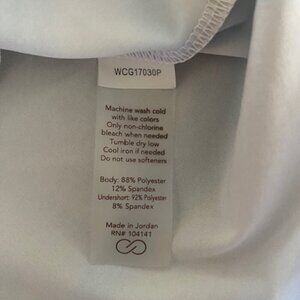 WCG17030P
Machine wash cold
with like colors
Only non-chlorine
bleach when needed
Tumble dry low
Cool iron if needed
Do not use softeners
Body: 88% Polyester
12% Spandex
Undershort: 92% Polyester
8% Spandex
Made in Jordan
RN# 104141